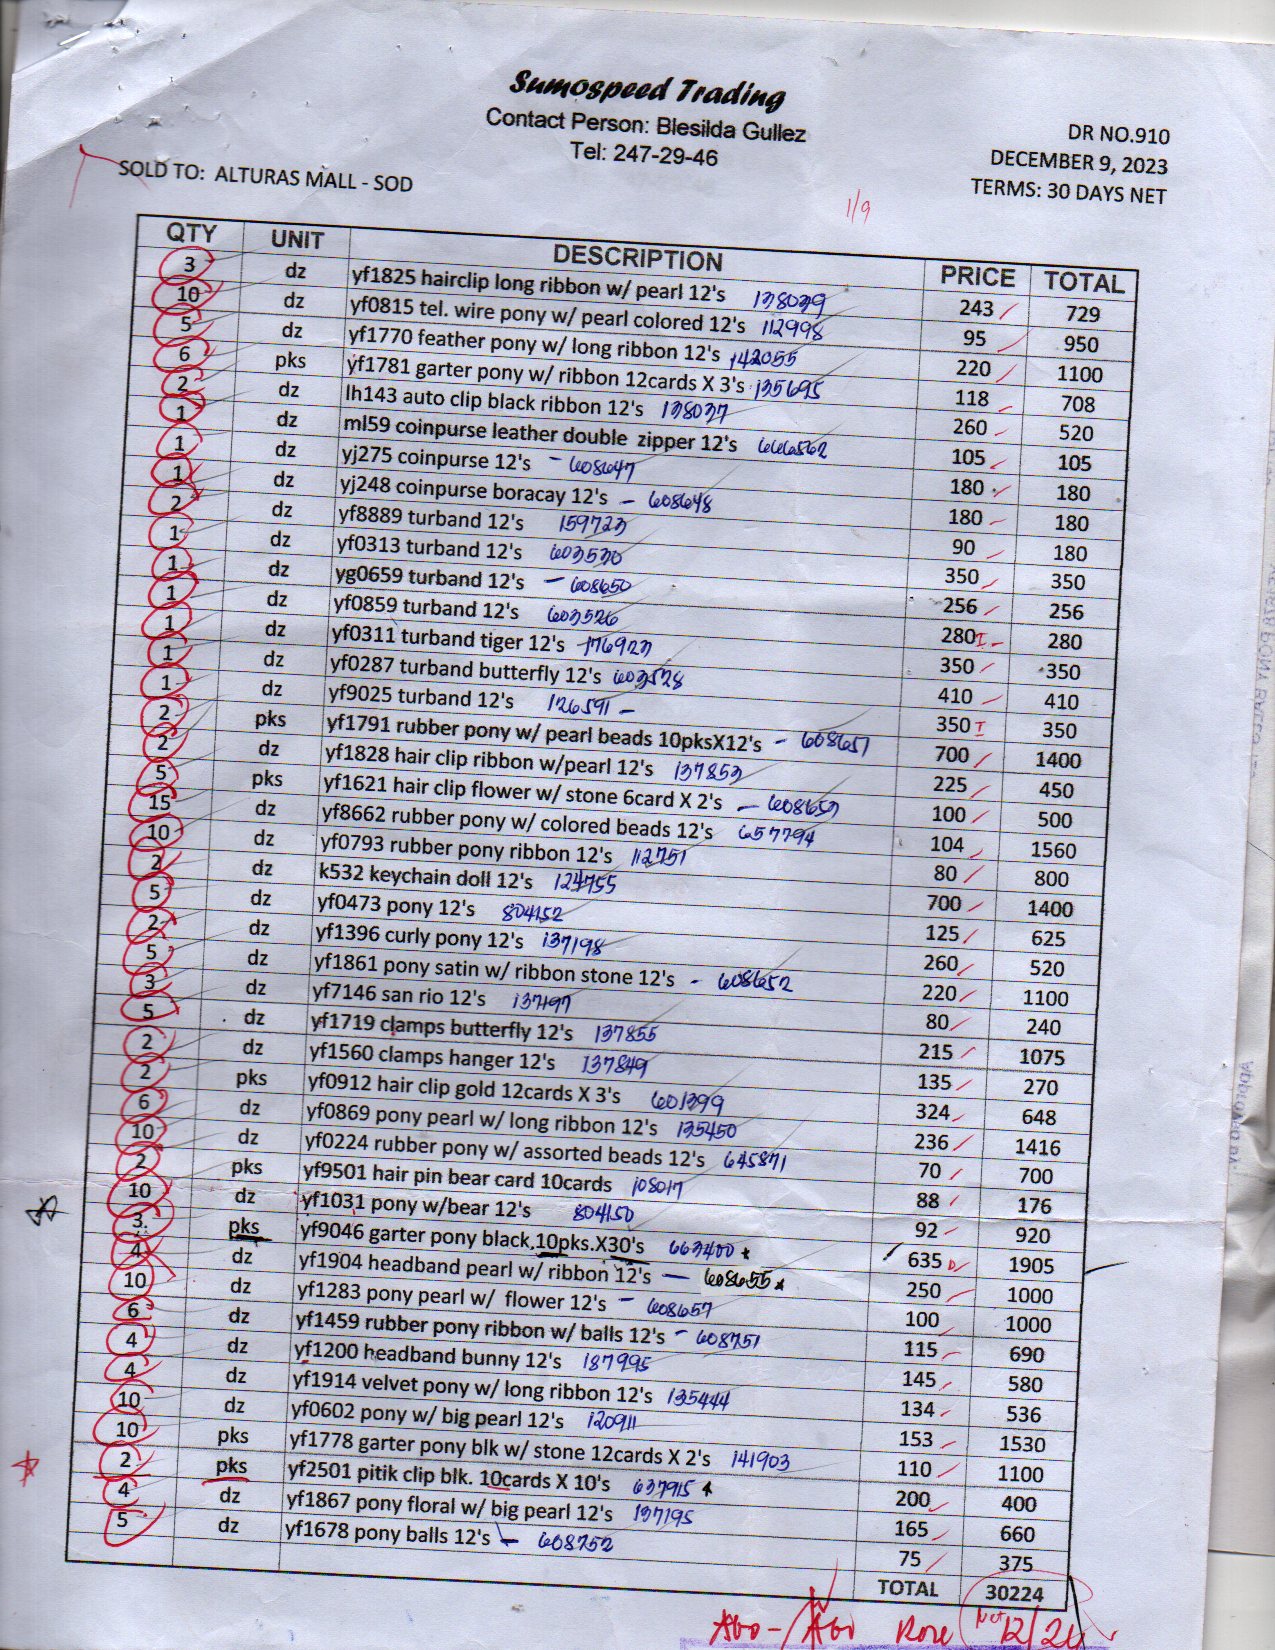 Sumospeed Trading
Contact Person: Blesilda Gullez
Tel: 247-29-46
DR NO.910
DECEMBER 9, 2023
TERMS: 30 DAYS NET
SOLD TO: ALTURAS MALL - SOD
1/9
QTY UNIT DESCRIPTION PRICE TOTAL
3 dz yf1825 hairclip long ribbon w/ pearl 12's 138039 243 729
10 dz yf0815 tel. wire pony w/ pearl colored 12's 112998 95 950
5 dz yf1770 feather pony w/ long ribbon 12's 142055 220 1100
6 pks yf1781 garter pony w/ ribbon 12cards X 3's 135695 118 708
2 dz lh143 auto clip black ribbon 12's 138037 260 520
1 dz ml59 coinpurse leather double zipper 12's 666562 105 105
1 dz yj275 coinpurse 12's - 608647 180 180
1 dz yj248 coinpurse boracay 12's - 608648 180 180
2 dz yf8889 turband 12's 159723 90 180
1 dz yf0313 turband 12's 603530 350 350
1 dz yg0659 turband 12's - 608650 256 256
1 dz yf0859 turband 12's 603526 280 280
1 dz yf0311 turband tiger 12's 176923 350 350
1 dz yf0287 turband butterfly 12's 603528 410 410
1 dz yf9025 turband 12's 126591 - 350 350
2 pks yf1791 rubber pony w/ pearl beads 10pksX12's - 608651 700 1400
2 dz yf1828 hair clip ribbon w/pearl 12's 137853 225 450
5 pks yf1621 hair clip flower w/ stone 6card X 2's - 608653 100 500
15 dz yf8662 rubber pony w/ colored beads 12's 657794 104 1560
10 dz yf0793 rubber pony ribbon 12's 112751 80 800
2 dz k532 keychain doll 12's 124755 700 1400
5 dz yf0473 pony 12's 804152 125 625
2 dz yf1396 curly pony 12's 137198 260 520
5 dz yf1861 pony satin w/ ribbon stone 12's - 608652 220 1100
3 dz yf7146 san rio 12's 137197 80 240
5 dz yf1719 clamps butterfly 12's 137855 215 1075
2 dz yf1560 clamps hanger 12's 137849 135 270
2 pks yf0912 hair clip gold 12cards X 3's 601399 324 648
6 dz yf0869 pony pearl w/ long ribbon 12's 135450 236 1416
10 dz yf0224 rubber pony w/ assorted beads 12's 645871 70 700
2 pks yf9501 hair pin bear card 10cards 108017 88 176
10 dz yf1031 pony w/bear 12's 804150 92 920
3. pks yf9046 garter pony black,10pks.X30's 663400 635 1905
4 dz yf1904 headband pearl w/ ribbon 12's - 608655 250 1000
10 dz yf1283 pony pearl w/ flower 12's - 608657 100 1000
6 dz yf1459 rubber pony ribbon w/ balls 12's - 608751 115 690
4 dz yf1200 headband bunny 12's 187995 145 580
4 dz yf1914 velvet pony w/ long ribbon 12's 135444 134 536
10 dz yf0602 pony w/ big pearl 12's 120911 153 1530
10 pks yf1778 garter pony blk w/ stone 12cards X 2's 141903 110 1100
2 pks yf2501 pitik clip blk. 10cards X 10's 637915 200 400
4 dz yf1867 pony floral w/ big pearl 12's 137195 165 660
5 dz yf1678 pony balls 12's - 608752 75 375
TOTAL 30224